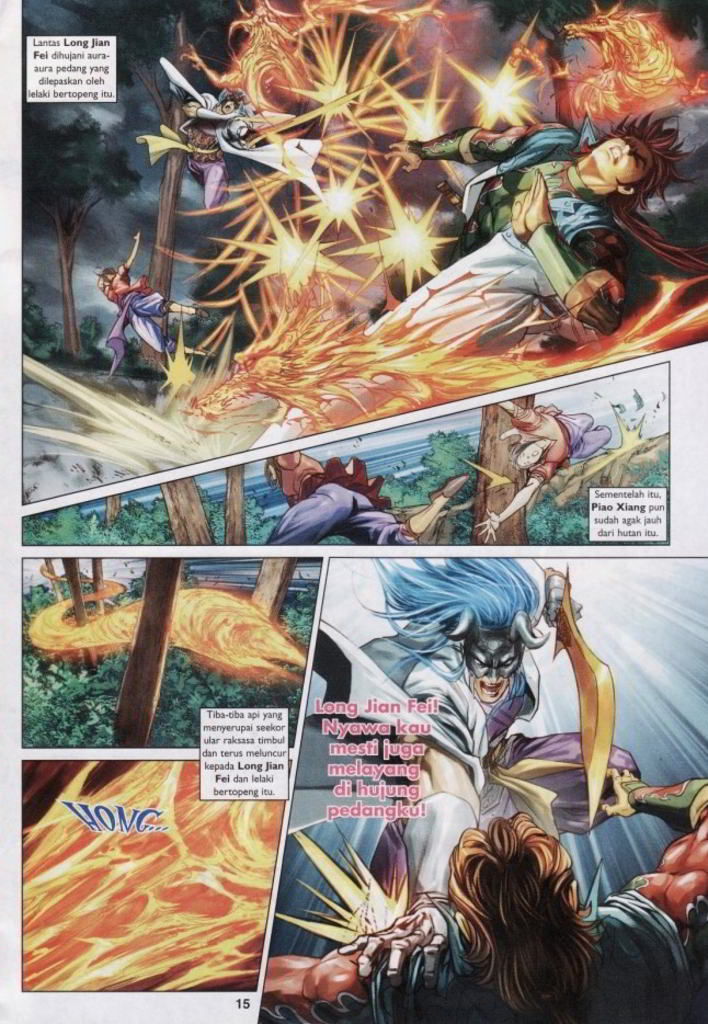 Lantas Long Jian
Fei dihujani aura-
aura pedang yang
dilepaskan oleh
lelaki bertopeng itu.
Sementelah itu,
Piao Xiang pun
sudah agak jauh
dari hutan itu.
Tiba-tiba api yang
menyerupai seekor
ular raksasa timbul
dan terus meluncur
kepada Long Jian
Fei dan lelaki
bertopeng itu.
Long Jian Fei!
Nyawa kau
mesti juga
melayang
di hujung
pedangku!
HONG...
15